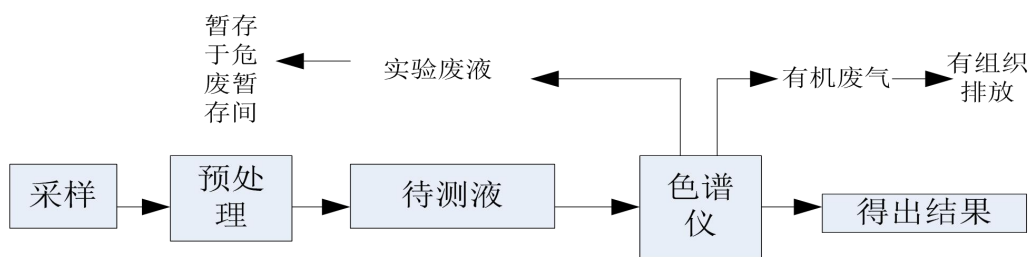 暂存
于危
废暂
存间
实验废液
有机废气
有组织
排放
采样
预处
理
待测液
色谱
仪
得出结果